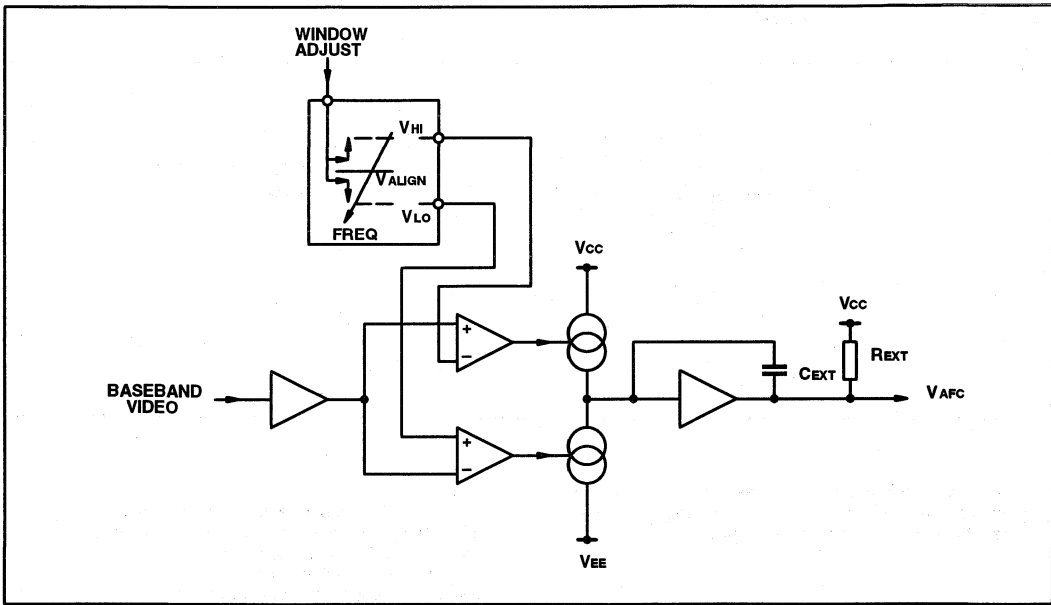 WINDOW
ADJUST
VHI
VALIGN
VLO
FREQ
VCC
VCC
+
−
REXT
CEXT
BASEBAND
VIDEO
VAFC
+
−
VEE